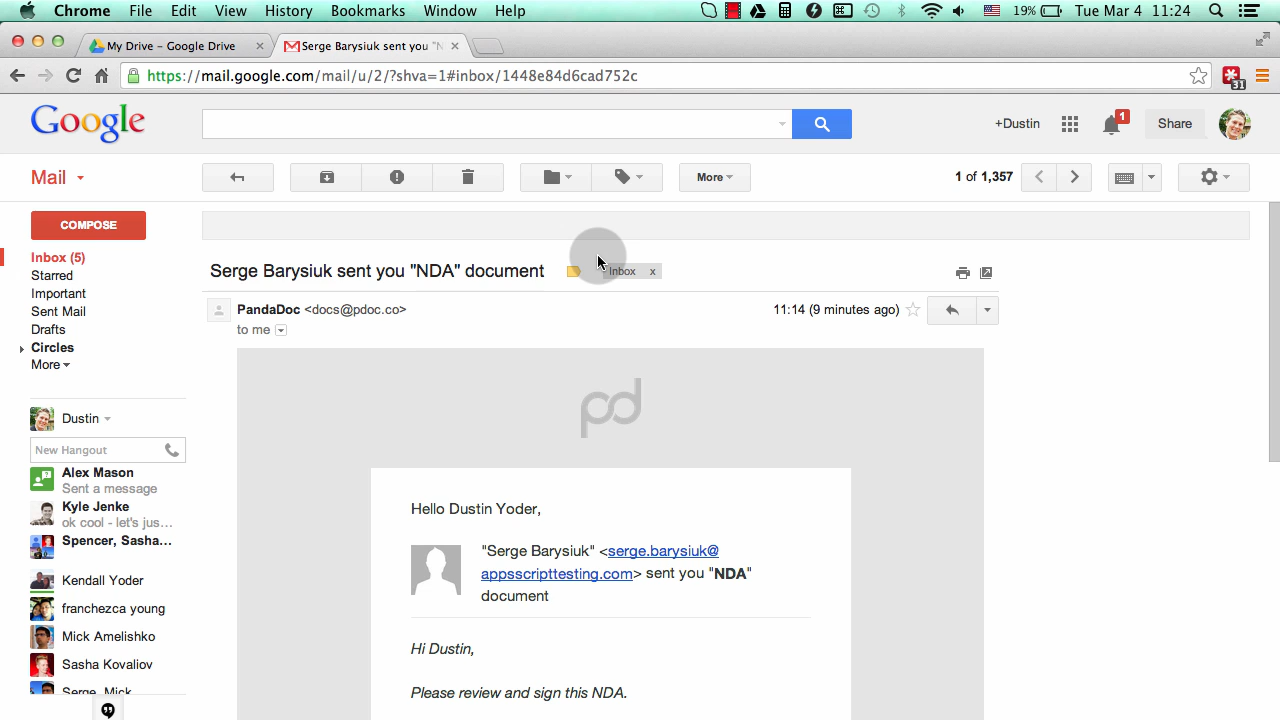 Chrome File Edit View History Bookmarks Window Help 19% Tue Mar 4 11:24
My Drive – Google Drive × Serge Barysiuk sent you "N ×
https://mail.google.com/mail/u/2/?shva=1#inbox/1448e84d6cad752c 31
Google +Dustin 1 Share
Mail More 1 of 1,357
COMPOSE
Inbox (5)
Starred
Important
Sent Mail
Drafts
Circles
More
Dustin
New Hangout
Alex Mason
Sent a message
Kyle Jenke
ok cool - let's jus...
Spencer, Sasha...
Kendall Yoder
franchezca young
Mick Amelishko
Sasha Kovaliov
Serge, Mick
Serge Barysiuk sent you "NDA" document Inbox x
PandaDoc <docs@pdoc.co> 11:14 (9 minutes ago)
to me
pd
Hello Dustin Yoder,
"Serge Barysiuk" <serge.barysiuk@
appsscripttesting.com> sent you "NDA"
document
Hi Dustin,
Please review and sign this NDA.